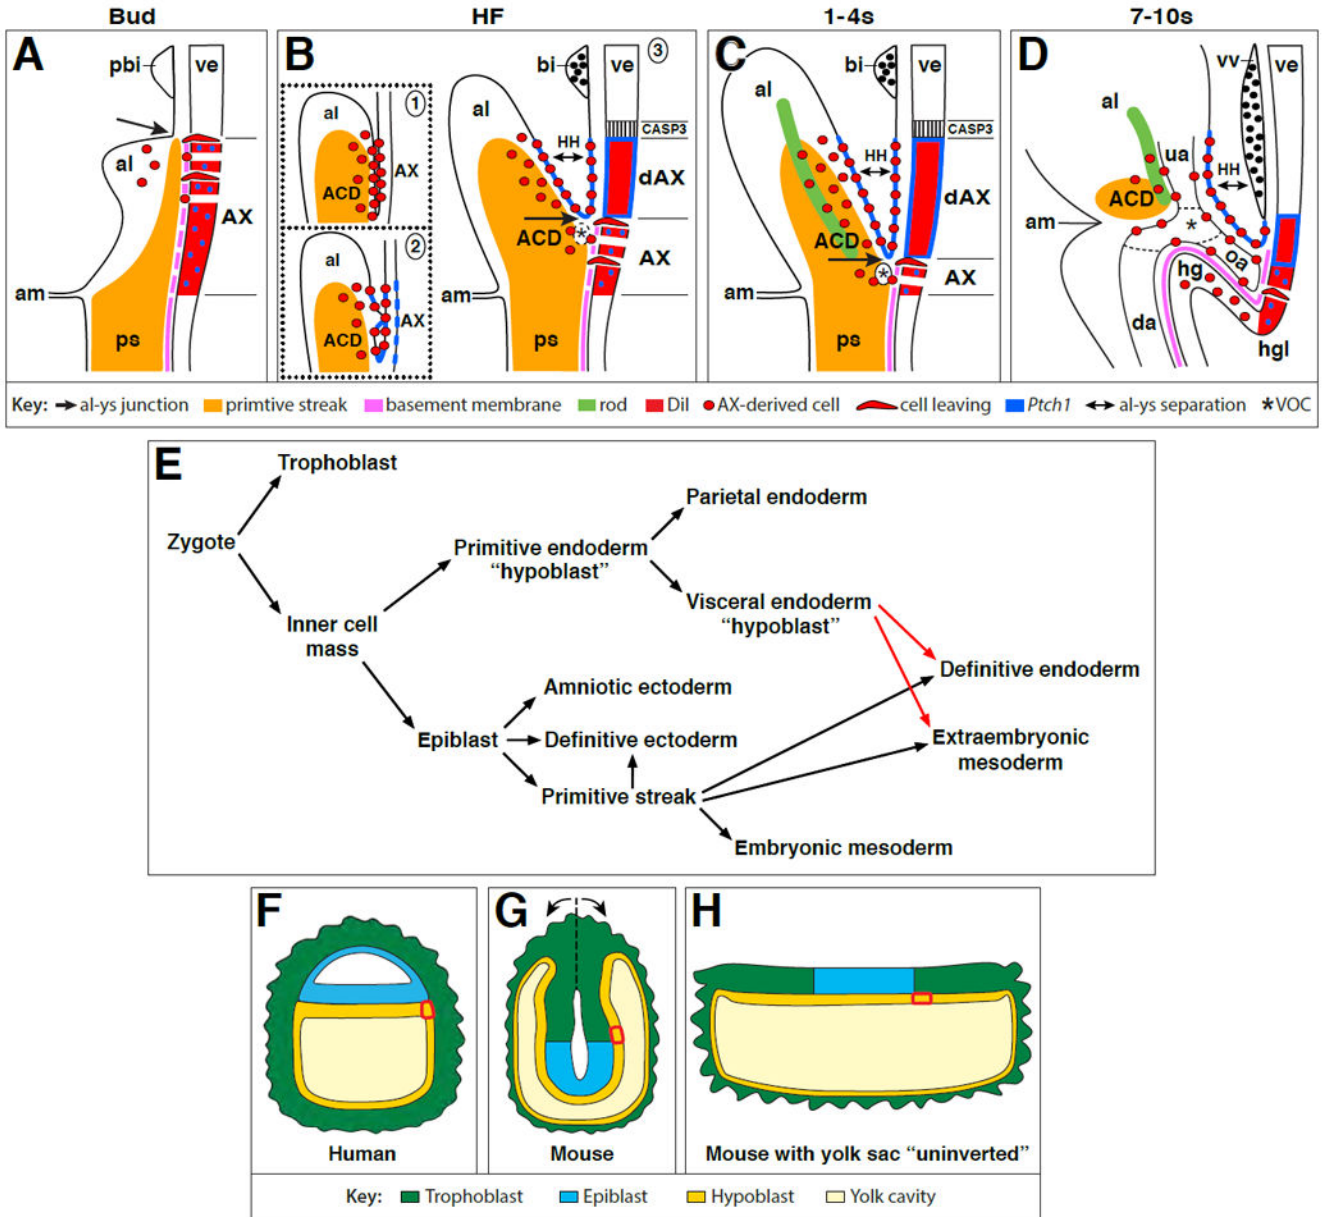 Bud
HF
1-4s
7-10s
A
pbi
ve
al
AX
am
ps
B
1
al
AX
ACD
2
al
AX
ACD
3
bi
ve
al
CASP3
HH
dAX
ACD
*
AX
am
ps
C
bi
ve
al
CASP3
HH
dAX
ACD
*
AX
am
ps
D
vv
ve
al
ua
HH
ACD
am
*
oa
hg
da
hgl
Key: al-ys junction primtive streak basement membrane rod DiI AX-derived cell cell leaving Ptch1 al-ys separation * VOC
E
Trophoblast
Zygote
Parietal endoderm
Primitive endoderm
“hypoblast”
Visceral endoderm
“hypoblast”
Inner cell
mass
Definitive endoderm
Amniotic ectoderm
Epiblast
Definitive ectoderm
Extraembryonic
mesoderm
Primitive streak
Embryonic mesoderm
F
Human
G
Mouse
H
Mouse with yolk sac “uninverted”
Key: Trophoblast Epiblast Hypoblast Yolk cavity